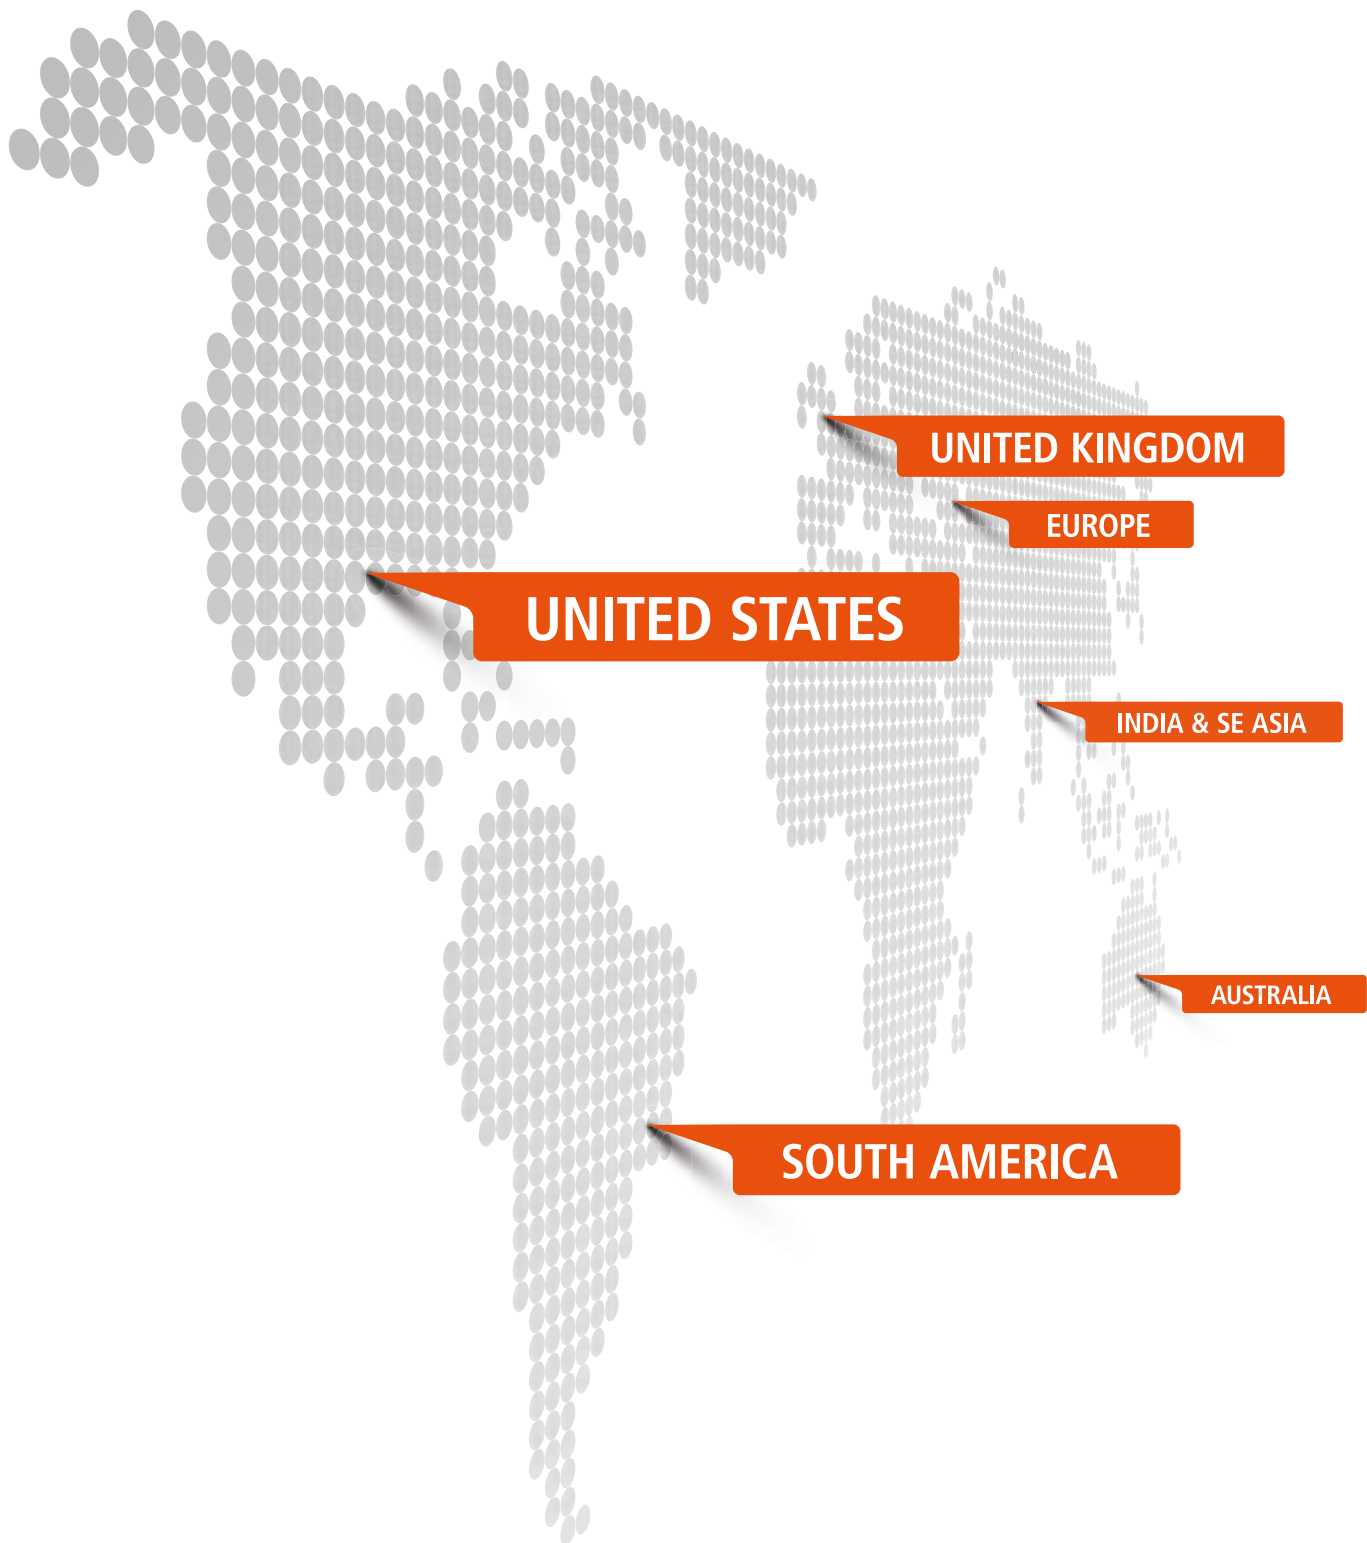 UNITED KINGDOM
EUROPE
UNITED STATES
INDIA & SE ASIA
AUSTRALIA
SOUTH AMERICA